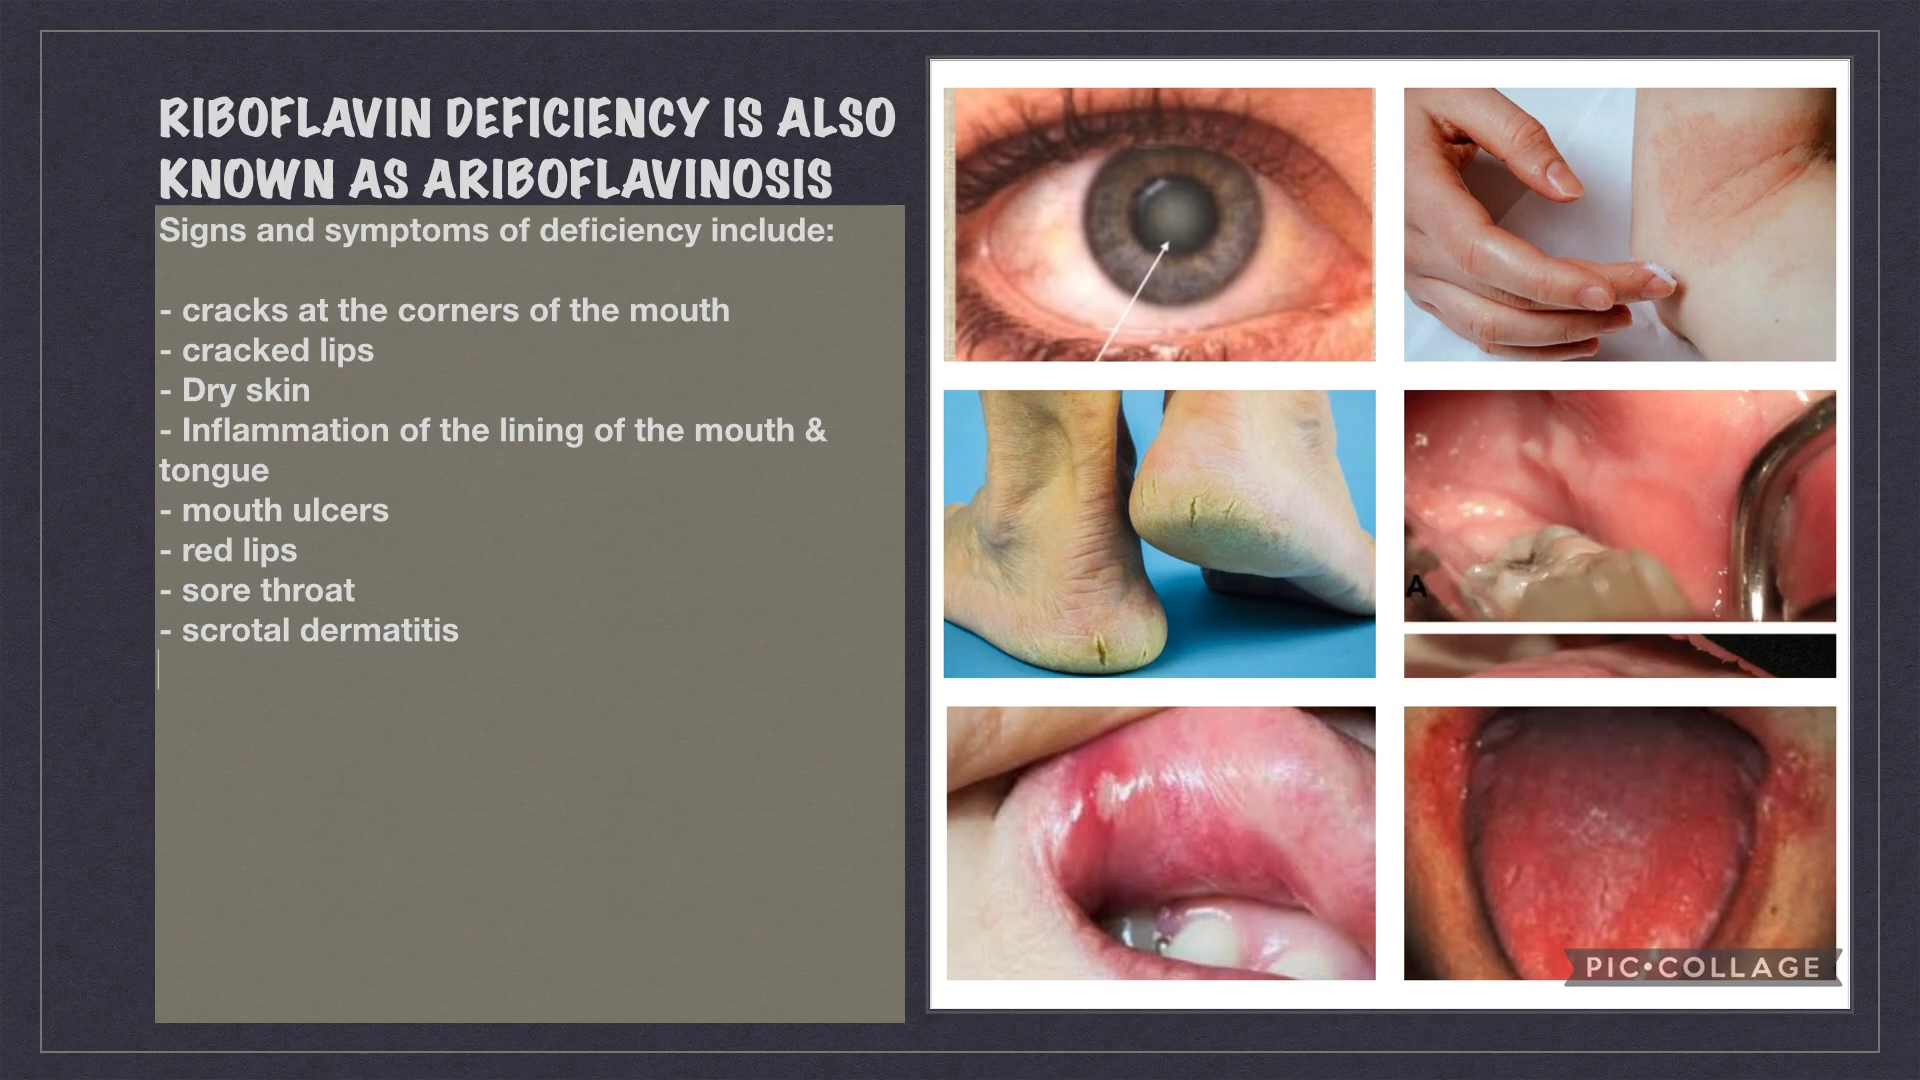 RIBOFLAVIN DEFICIENCY IS ALSO
KNOWN AS ARIBOFLAVINOSIS
Signs and symptoms of deficiency include:
- cracks at the corners of the mouth
- cracked lips
- Dry skin
- Inflammation of the lining of the mouth &
tongue
- mouth ulcers
- red lips
- sore throat
- scrotal dermatitis
A
PIC•COLLAGE